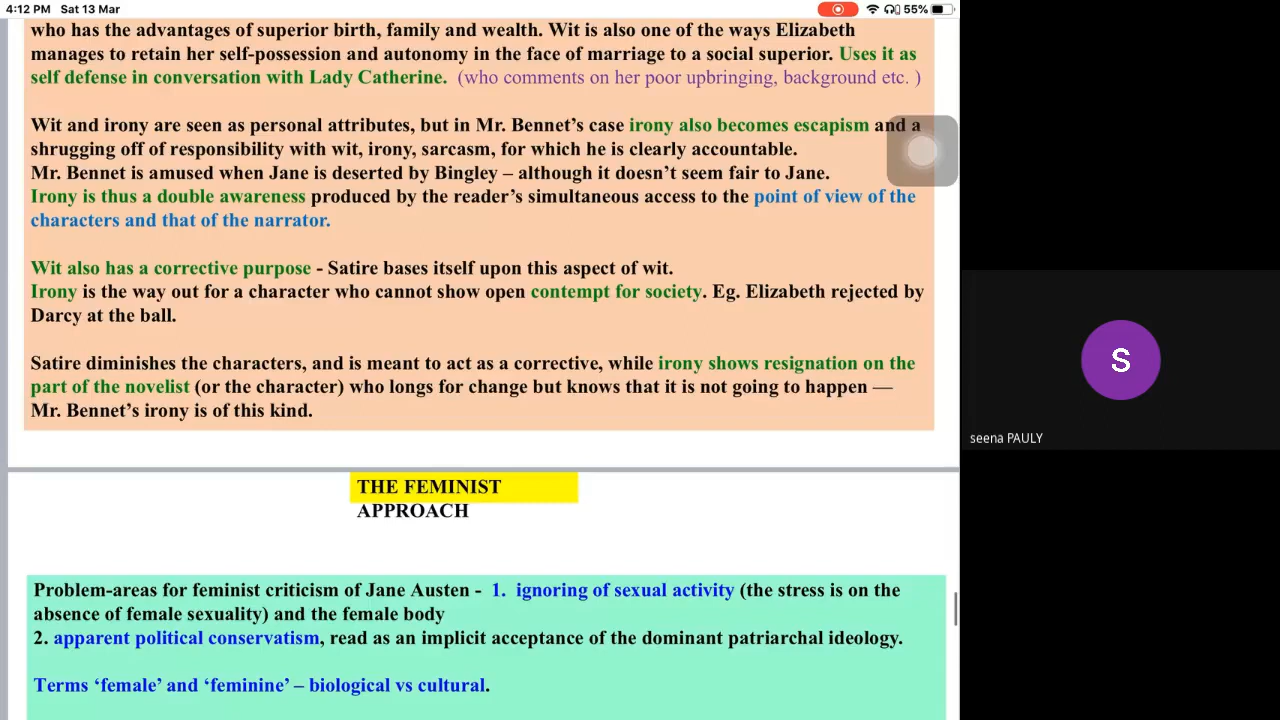 4:12 PM Sat 13 Mar
55%
who has the advantages of superior birth, family and wealth. Wit is also one of the ways Elizabeth
manages to retain her self-possession and autonomy in the face of marriage to a social superior. Uses it as
self defense in conversation with Lady Catherine. (who comments on her poor upbringing, background etc. )
Wit and irony are seen as personal attributes, but in Mr. Bennet’s case irony also becomes escapism and a
shrugging off of responsibility with wit, irony, sarcasm, for which he is clearly accountable.
Mr. Bennet is amused when Jane is deserted by Bingley – although it doesn’t seem fair to Jane.
Irony is thus a double awareness produced by the reader’s simultaneous access to the point of view of the
characters and that of the narrator.
Wit also has a corrective purpose - Satire bases itself upon this aspect of wit.
Irony is the way out for a character who cannot show open contempt for society. Eg. Elizabeth rejected by
Darcy at the ball.
Satire diminishes the characters, and is meant to act as a corrective, while irony shows resignation on the
part of the novelist (or the character) who longs for change but knows that it is not going to happen —
Mr. Bennet’s irony is of this kind.
THE FEMINIST
APPROACH
Problem-areas for feminist criticism of Jane Austen - 1. ignoring of sexual activity (the stress is on the
absence of female sexuality) and the female body
2. apparent political conservatism, read as an implicit acceptance of the dominant patriarchal ideology.
Terms ‘female’ and ‘feminine’ – biological vs cultural.
S
seena PAULY